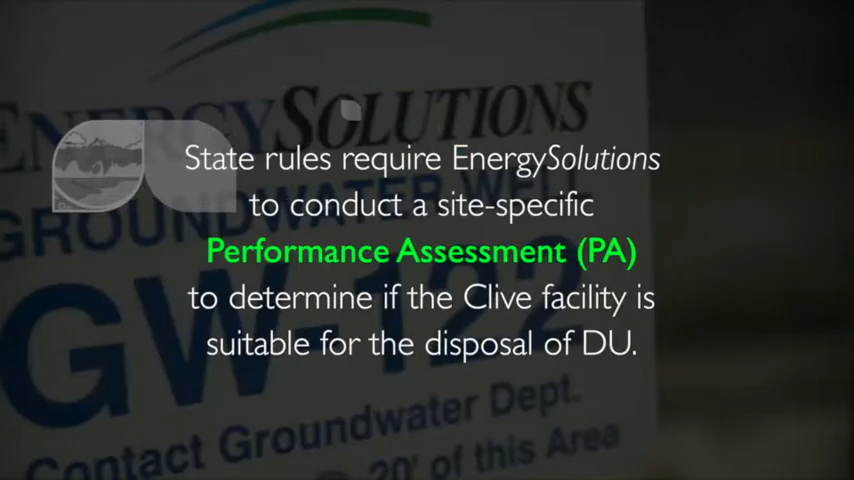 State rules require EnergySolutions
to conduct a site-specific
Performance Assessment (PA)
to determine if the Clive facility is
suitable for the disposal of DU.
ENERGYSOLUTIONS
GROUNDWATER WELL
GW-122
Contact Groundwater Dept.
20' of this Area